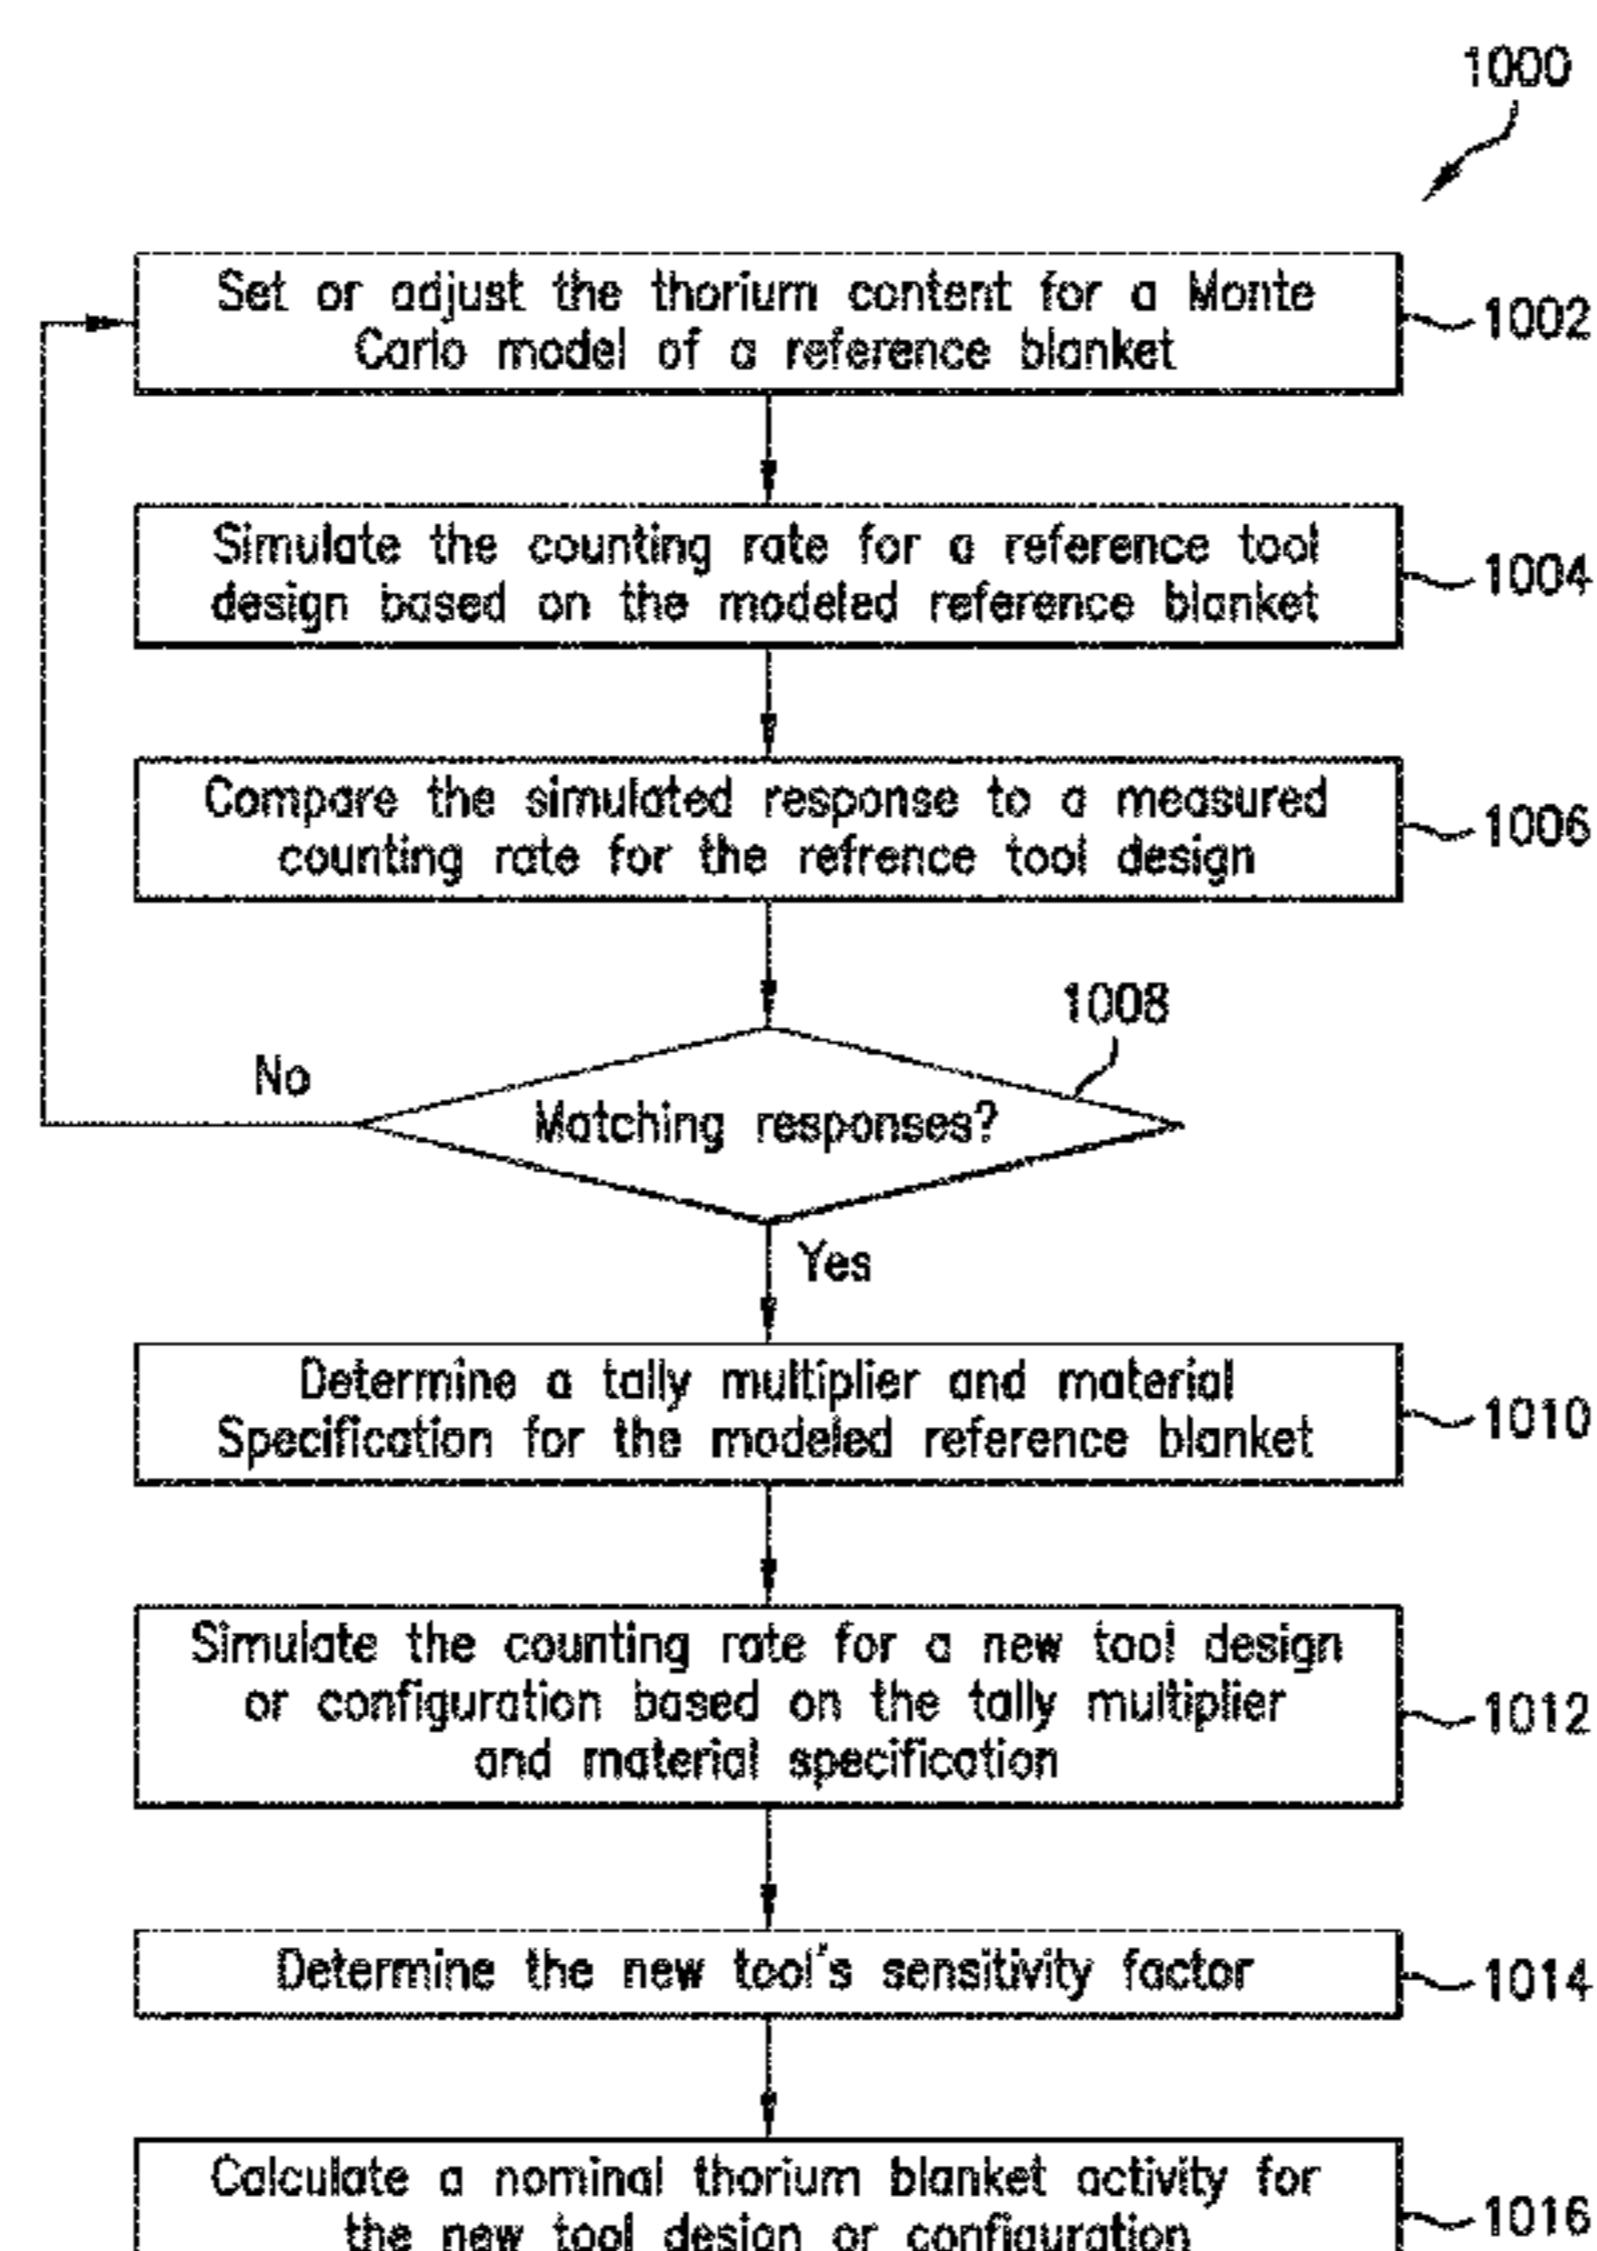 1000
Set or adjust the thorium content for a Monte
Carlo model of a reference blanket
1002
Simulate the counting rate for a reference tool
design based on the modeled reference blanket
1004
Compare the simulated response to a measured
counting rate for the refrence tool design
1006
1008
No
Matching responses?
Yes
Determine a tally multiplier and material
Specification for the modeled reference blanket
1010
Simulate the counting rate for a new tool design
or configuration based on the tally multiplier
and material specification
1012
Determine the new tool's sensitivity factor
1014
Calculate a nominal thorium blanket activity for
the new tool design or configuration
1016